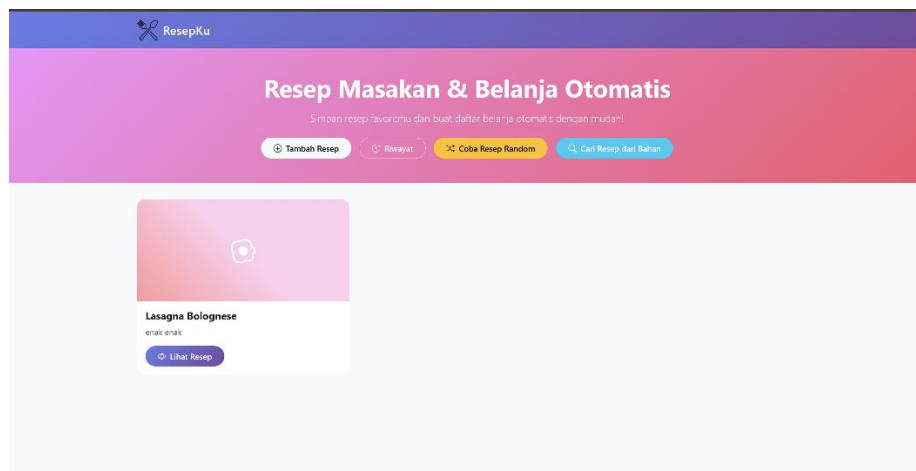 ResepKu
Resep Masakan & Belanja Otomatis
Simpan resep favoritmu dan buat daftar belanja otomatis dengan mudah!
Tambah Resep
Riwayat
Coba Resep Random
Cari Resep dari Bahan
Lasagna Bolognese
enak enak
Lihat Resep